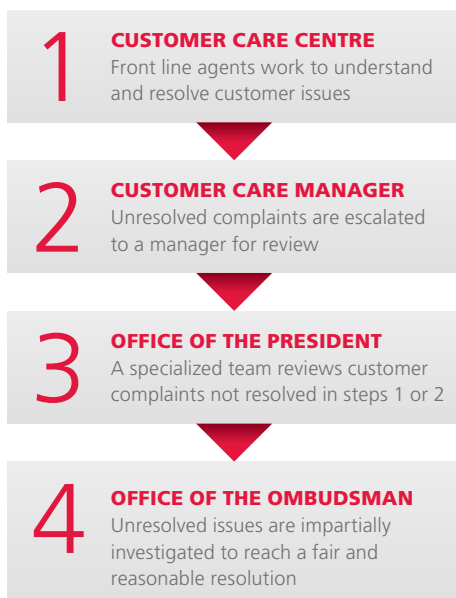 1
CUSTOMER CARE CENTRE
Front line agents work to understand
and resolve customer issues
2
CUSTOMER CARE MANAGER
Unresolved complaints are escalated
to a manager for review
3
OFFICE OF THE PRESIDENT
A specialized team reviews customer
complaints not resolved in steps 1 or 2
4
OFFICE OF THE OMBUDSMAN
Unresolved issues are impartially
investigated to reach a fair and
reasonable resolution